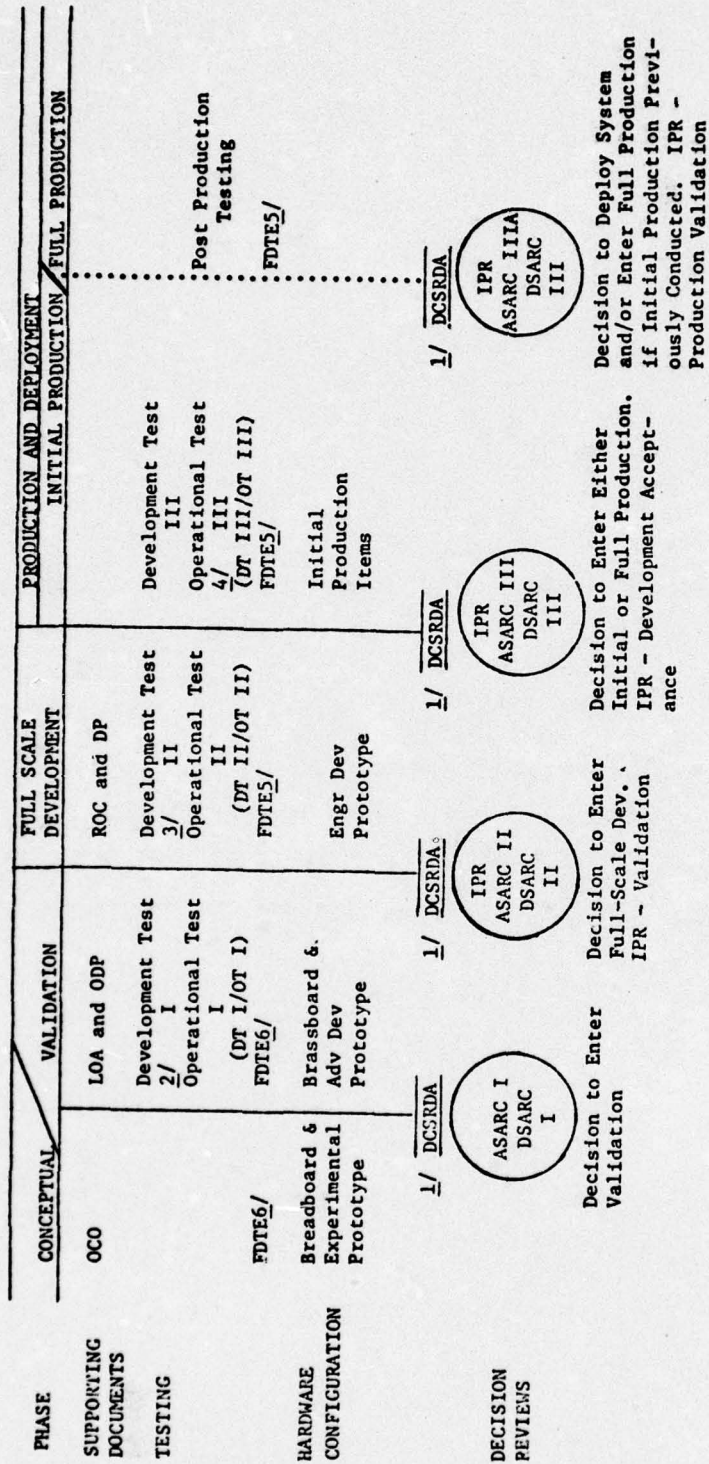 PHASE
CONCEPTUAL
VALIDATION
FULL SCALE
DEVELOPMENT
PRODUCTION AND DEPLOYMENT
INITIAL PRODUCTION
FULL PRODUCTION
SUPPORTING
DOCUMENTS
OCO
LOA and ODP
ROC and DP
TESTING
FDTE6/
Development Test
2/ I
Operational Test
I
(DT I/OT I)
FDTE6/
Development Test
3/ II
Operational Test
II
(DT II/OT II)
FDTE5/
Development Test
III
Operational Test
4/ III
(DT III/OT III)
FDTE5/
Post Production
Testing
FDTE5/
HARDWARE
CONFIGURATION
Breadboard &
Experimental
Prototype
Brassboard &.
Adv Dev
Prototype
Engr Dev
Prototype
Initial
Production
Items
DECISION
REVIEWS
1/ DCSRDA
ASARC I
DSARC
I
Decision to Enter
Validation
1/ DCSRDA
IPR
ASARC II
DSARC
II
Decision to Enter
Full-Scale Dev. .
IPR - Validation
1/ DCSRDA
IPR
ASARC III
DSARC
III
Decision to Enter Either
Initial or Full Production.
IPR - Development Accept-
ance
1/ DCSRDA
IPR
ASARC IIIA
DSARC
III
Decision to Deploy System
and/or Enter Full Production
if Initial Production Previ-
ously Conducted. IPR -
Production Validation